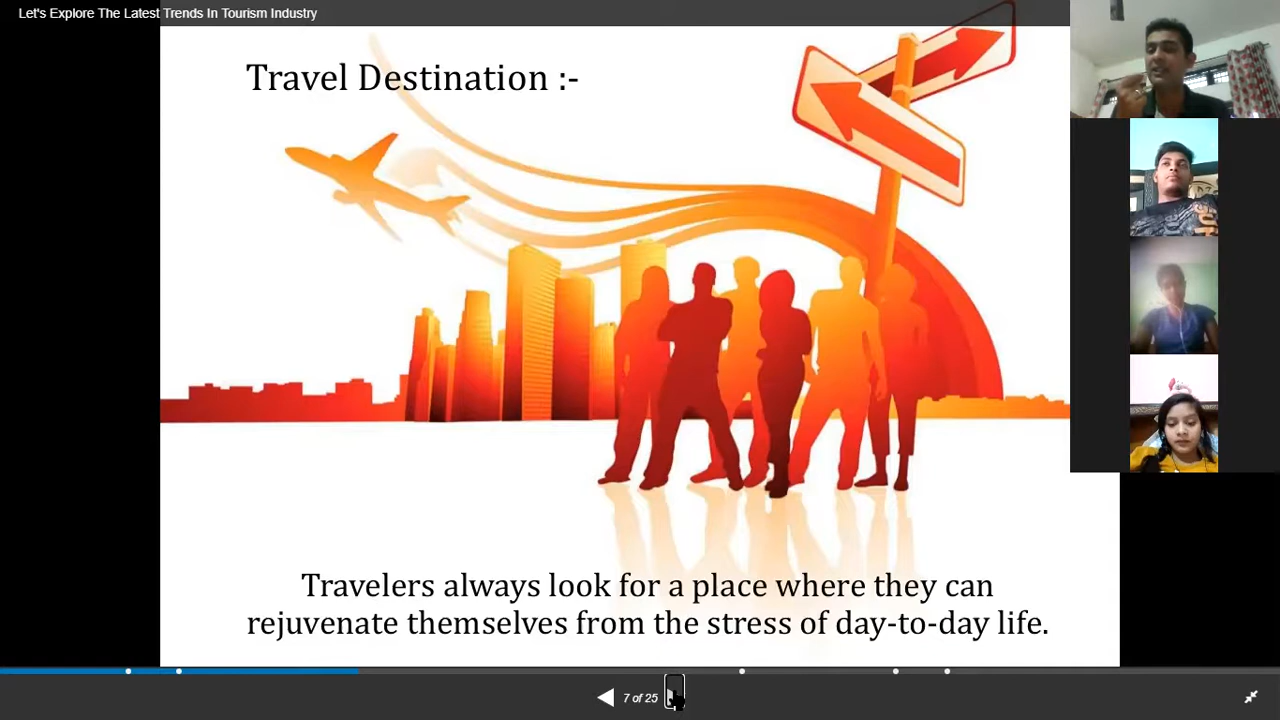 Let's Explore The Latest Trends In Tourism Industry
Travel Destination :-
Travelers always look for a place where they can
rejuvenate themselves from the stress of day-to-day life.
7 of 25